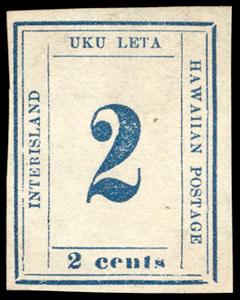 UKU LETA
INTERISLAND
HAWAIIAN POSTAGE
2
2 cents